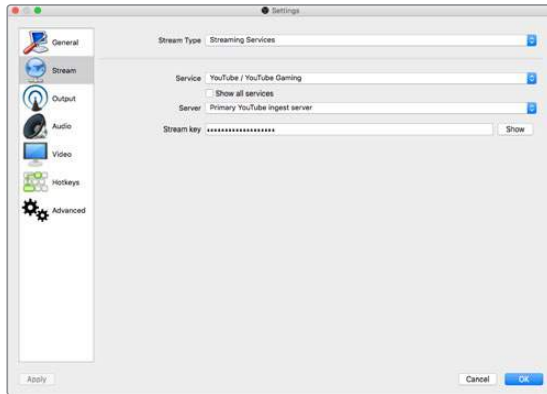 Settings
General
Stream
Output
Audio
Video
Hotkeys
Advanced
Stream Type Streaming Services
Service YouTube / YouTube Gaming
Show all services
Server Primary YouTube ingest server
Stream key •••••••••••••••••••
Show
Apply
Cancel
OK